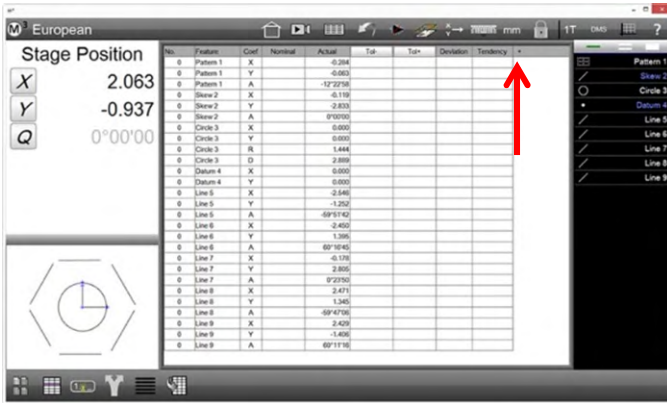 M³ European
mm
1T
DMS
?
Stage Position
X 2.063
Y -0.937
Q 0°00'00
No. Feature Coef Nominal Actual Tol- Tol+ Deviation Tendency +
0 Pattern 1 X -0.284
0 Pattern 1 Y -0.063
0 Pattern 1 A -12°22'58
0 Skew 2 X -0.119
0 Skew 2 Y -2.833
0 Skew 2 A 0°00'00
0 Circle 3 X 0.000
0 Circle 3 Y 0.000
0 Circle 3 R 1.444
0 Circle 3 D 2.889
0 Datum 4 X 0.000
0 Datum 4 Y 0.000
0 Line 5 X -2.546
0 Line 5 Y -1.252
0 Line 5 A -59°51'42
0 Line 6 X -2.450
0 Line 6 Y 1.395
0 Line 6 A 60°16'45
0 Line 7 X -0.178
0 Line 7 Y 2.805
0 Line 7 A 0°23'50
0 Line 8 X 2.471
0 Line 8 Y 1.345
0 Line 8 A -59°47'06
0 Line 9 X 2.429
0 Line 9 Y -1.406
0 Line 9 A 60°11'16
Pattern 1
Skew 2
Circle 3
Datum 4
Line 5
Line 6
Line 7
Line 8
Line 9